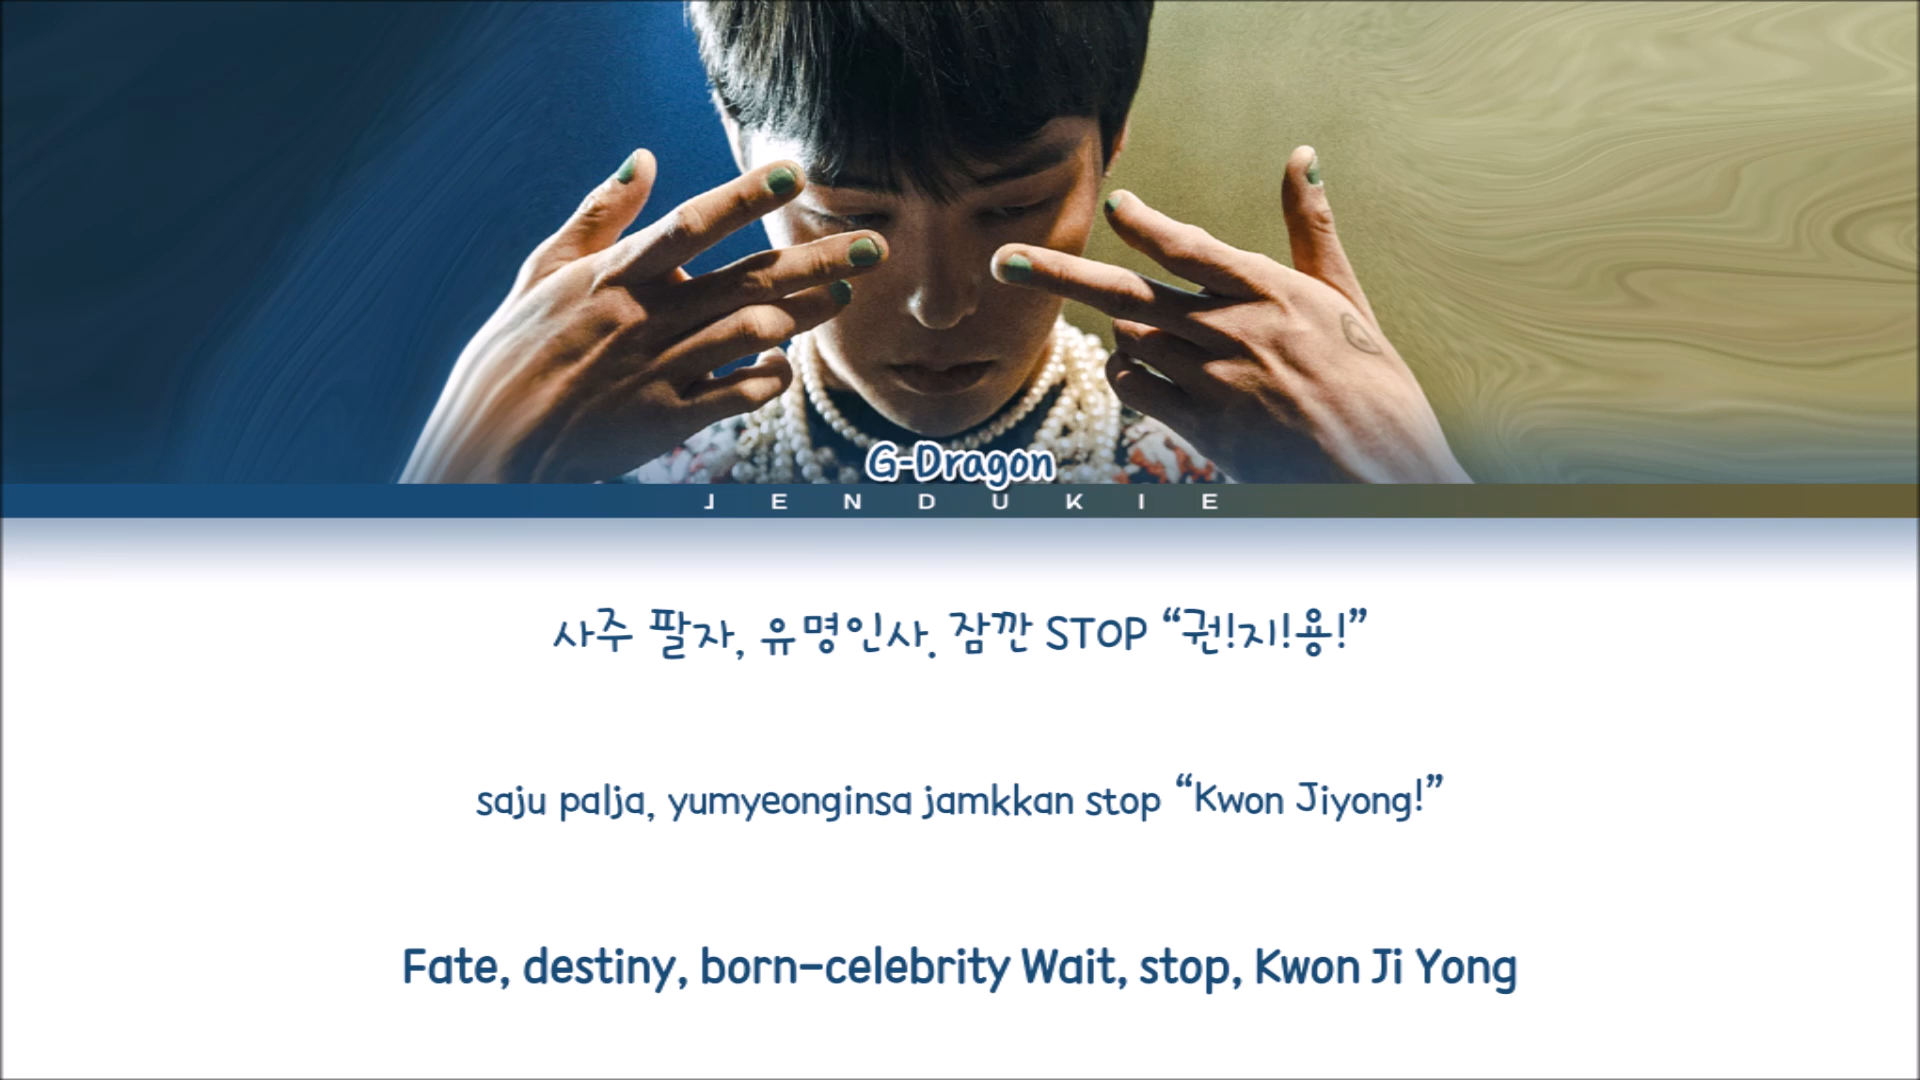 G-Dragon
JENDUKIE
사주 팔자, 유명인사. 잠깐 STOP “권!지!용!”
saju palja, yumyeonginsa jamkkan stop “Kwon Jiyong!”
Fate, destiny, born-celebrity Wait, stop, Kwon Ji Yong